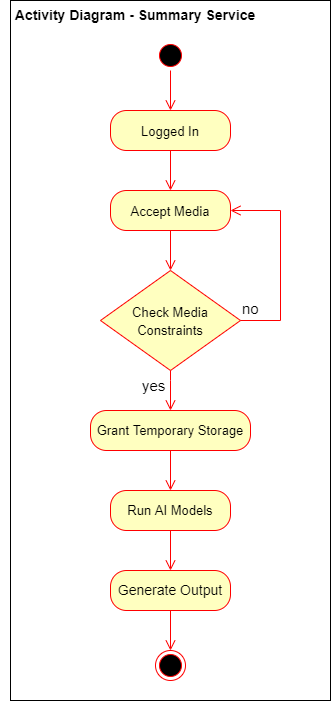 Activity Diagram - Summary Service
Logged In
Accept Media
Check Media
Constraints
no
yes
Grant Temporary Storage
Run AI Models
Generate Output